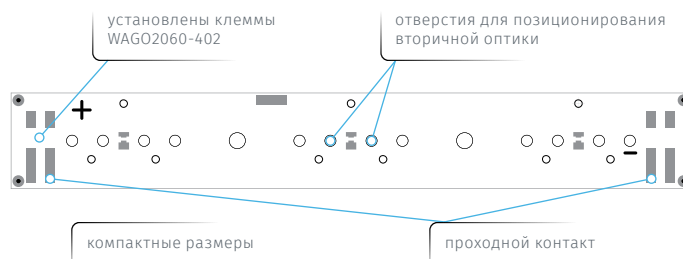 установлены клеммы
WAGO2060-402
отверстия для позиционирования
вторичной оптики
+
−
компактные размеры
проходной контакт